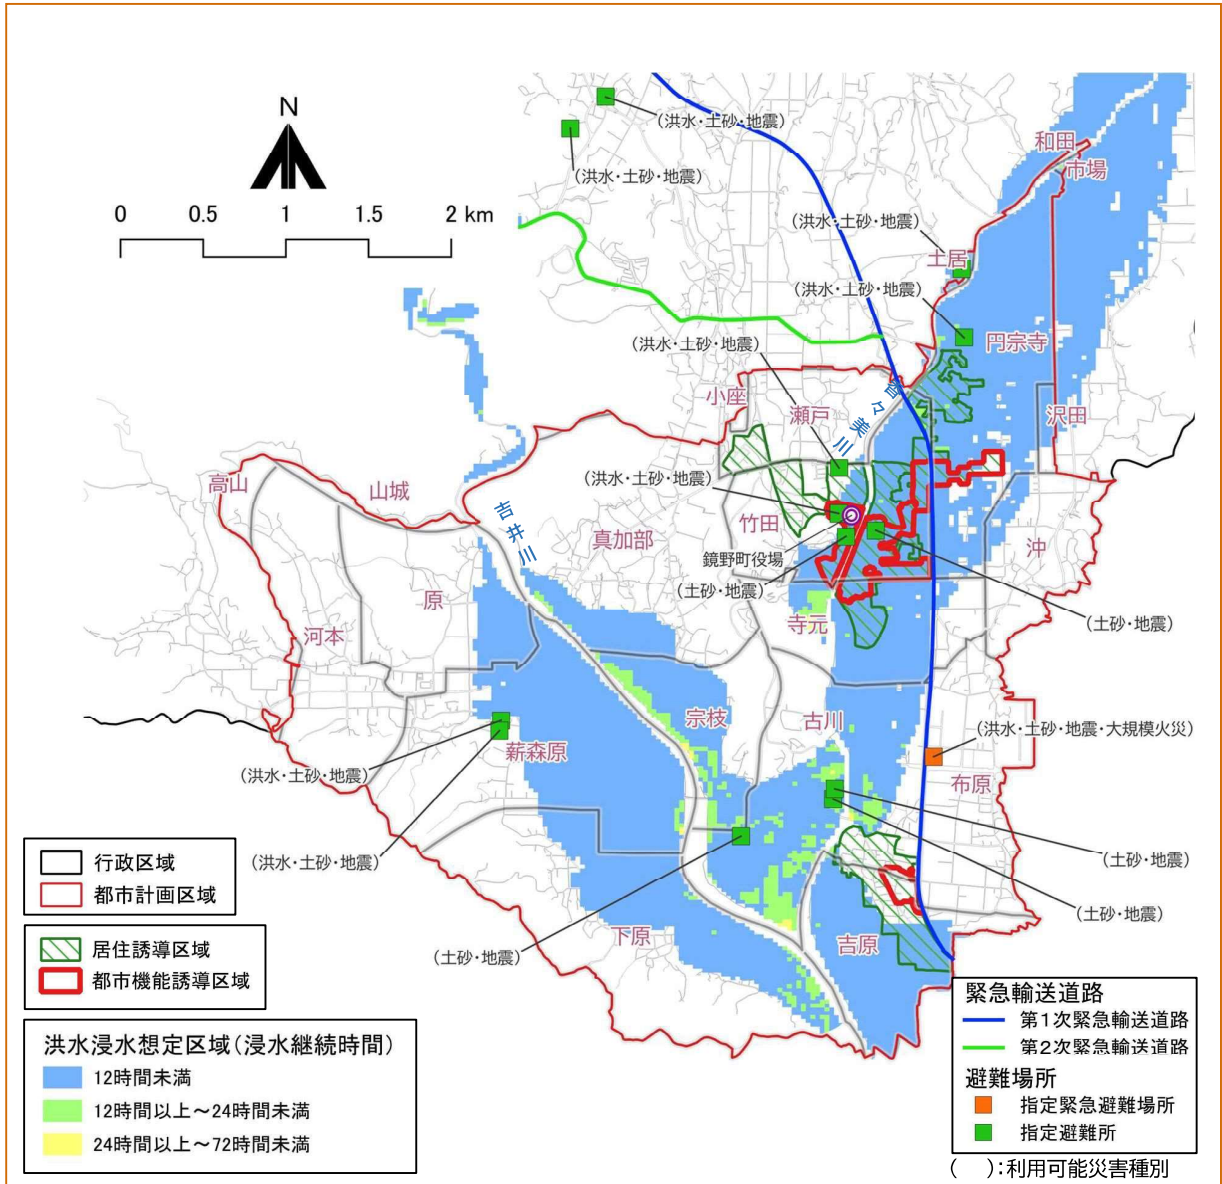 N
0 0.5 1 1.5 2 km
(洪水・土砂・地震)
(洪水・土砂・地震)
和田
市場
(洪水・土砂・地震)
土居
(洪水・土砂・地震)
(洪水・土砂・地震)
円宗寺
小座
瀬戸
香々美川
沢田
高山
山城
(洪水・土砂・地震)
吉井川
真加部
竹田
鏡野町役場
沖
(土砂・地震)
原
河本
寺元
(土砂・地震)
宗枝
古川
(洪水・土砂・地震・大規模火災)
薪森原
(洪水・土砂・地震)
布原
(洪水・土砂・地震)
(土砂・地震)
(土砂・地震)
下原
吉原
(土砂・地震)
行政区域
都市計画区域
居住誘導区域
都市機能誘導区域
洪水浸水想定区域(浸水継続時間)
12時間未満
12時間以上~24時間未満
24時間以上~72時間未満
緊急輸送道路
第1次緊急輸送道路
第2次緊急輸送道路
避難場所
指定緊急避難場所
指定避難所
( ):利用可能災害種別